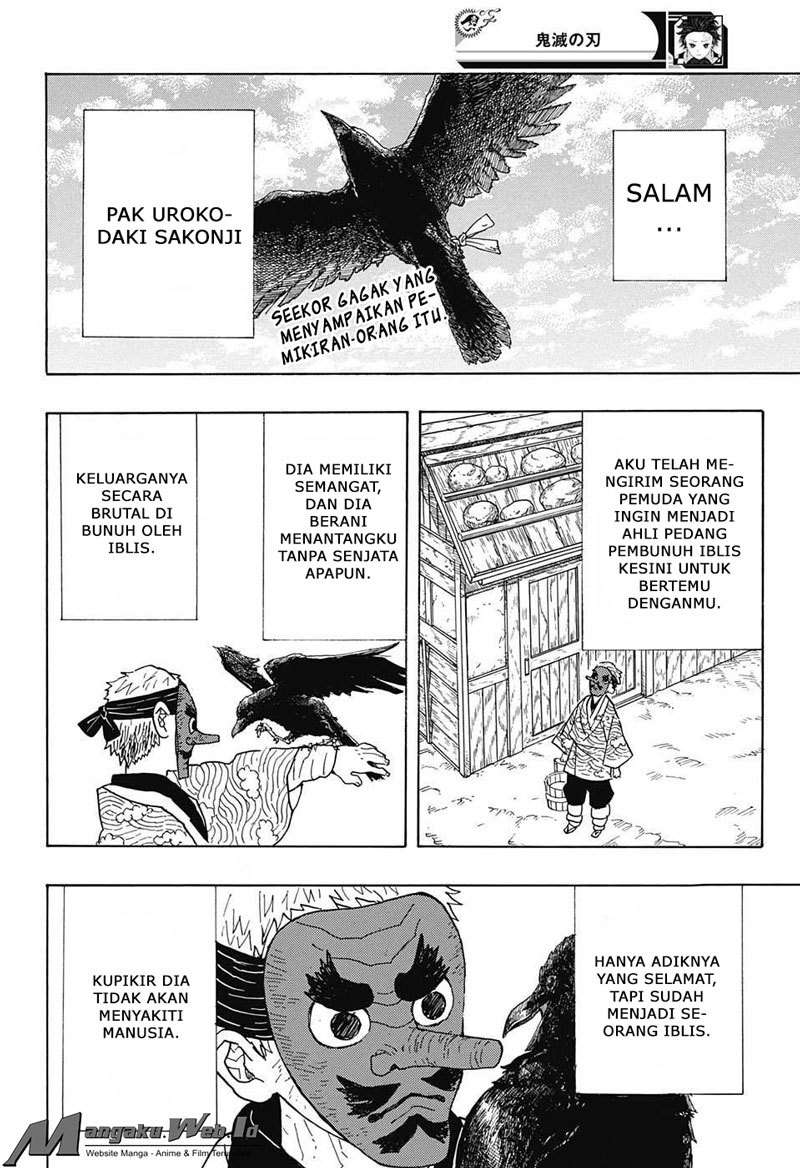 鬼滅の刃
SALAM
...
PAK UROKO-
DAKI SAKONJI
SEEKOR GAGAK YANG
MENYAMPAIKAN PE-
MIKIRAN-ORANG ITU.
AKU TELAH ME-
NGIRIM SEORANG
PEMUDA YANG
INGIN MENJADI
AHLI PEDANG
PEMBUNUH IBLIS
KESINI UNTUK
BERTEMU
DENGANMU.
DIA MEMILIKI
SEMANGAT,
DAN DIA
BERANI
MENANTANGKU
TANPA SENJATA
APAPUN.
KELUARGANYA
SECARA
BRUTAL DI
BUNUH OLEH
IBLIS.
HANYA ADIKNYA
YANG SELAMAT,
TAPI SUDAH
MENJADI SE-
ORANG IBLIS.
KUPIKIR DIA
TIDAK AKAN
MENYAKITI
MANUSIA.
Mangaku.Web.Id
Website Manga - Anime & Film